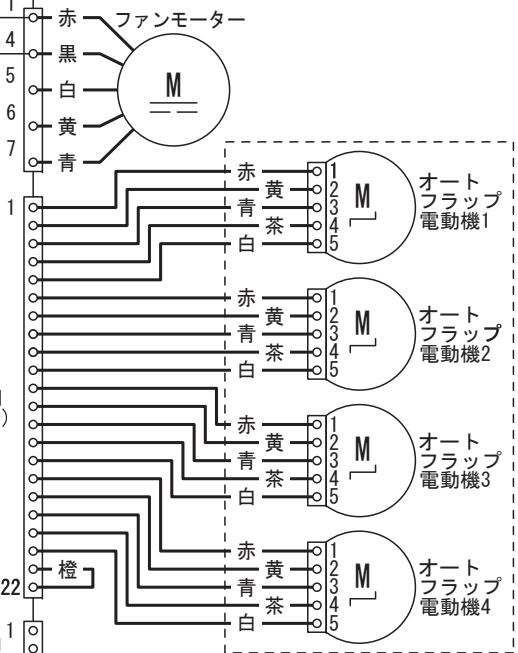 1
赤
ファンモーター
4
黒
5
白
M
6
黄
7
青
1
赤
1
黄
2
青
3
茶
4
白
5
M
オート
フラップ
電動機1
赤
1
黄
2
青
3
茶
4
白
5
M
オート
フラップ
電動機2
)
赤
1
黄
2
青
3
茶
4
白
5
M
オート
フラップ
電動機3
赤
1
黄
2
青
3
茶
4
白
5
M
オート
フラップ
電動機4
橙
22
1